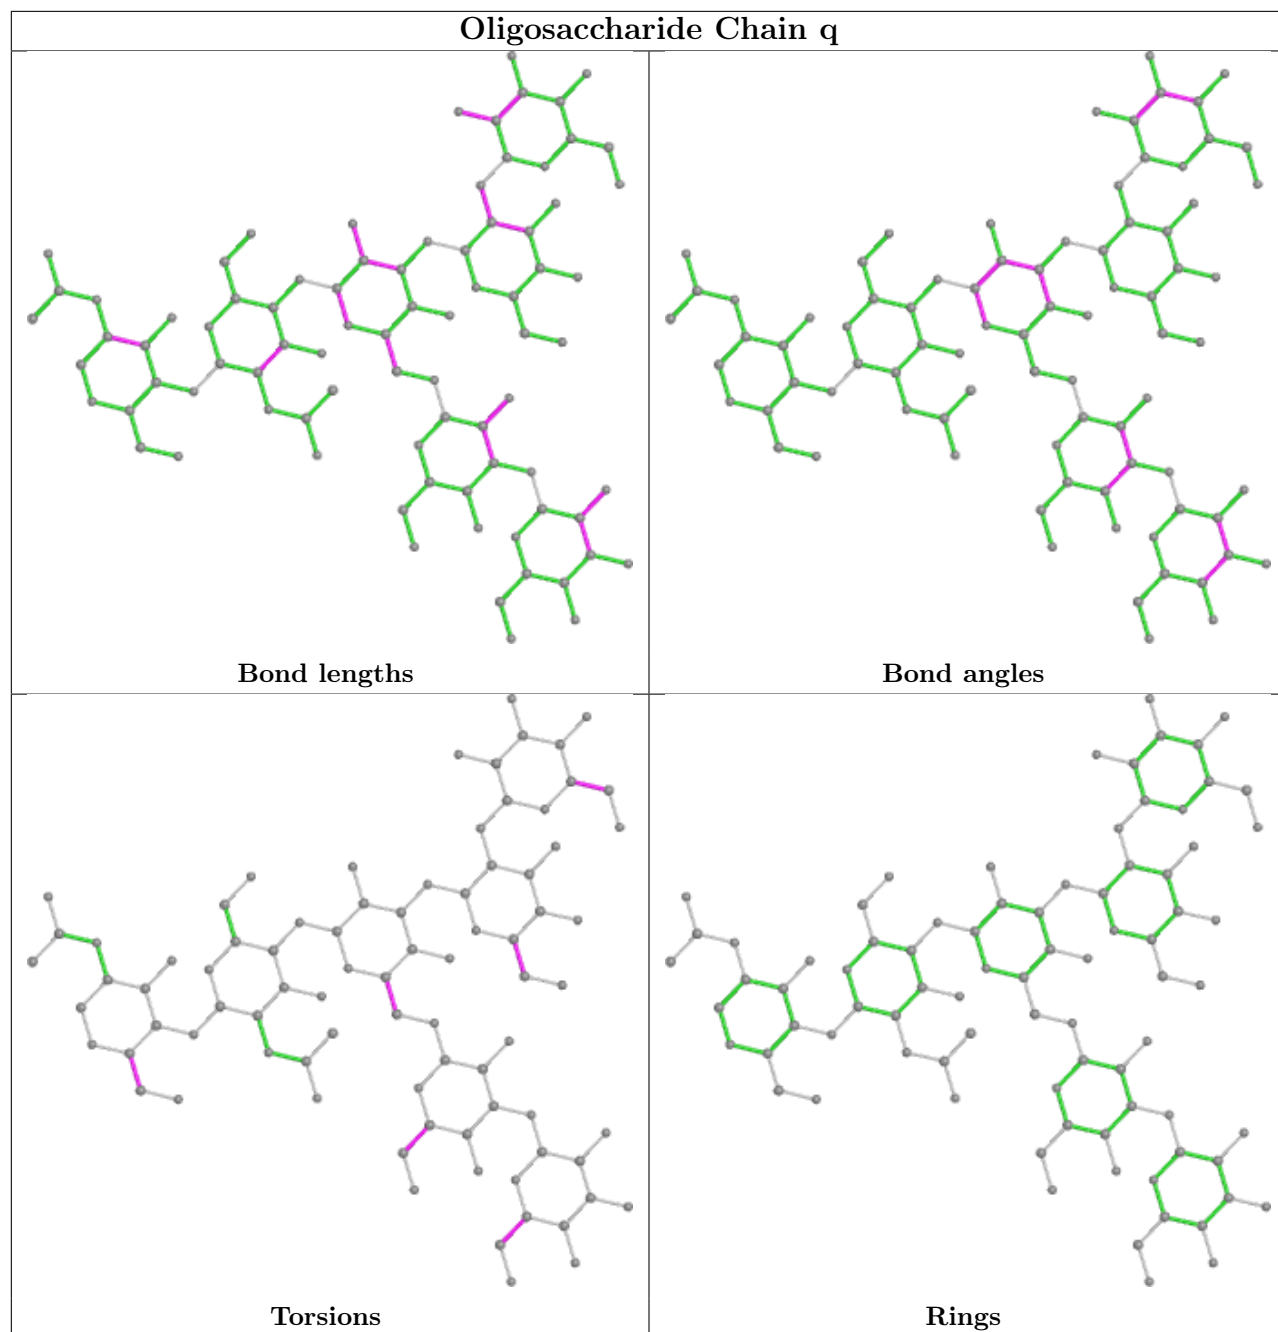 Oligosaccharide Chain q
Bond lengths
Bond angles
Torsions
Rings